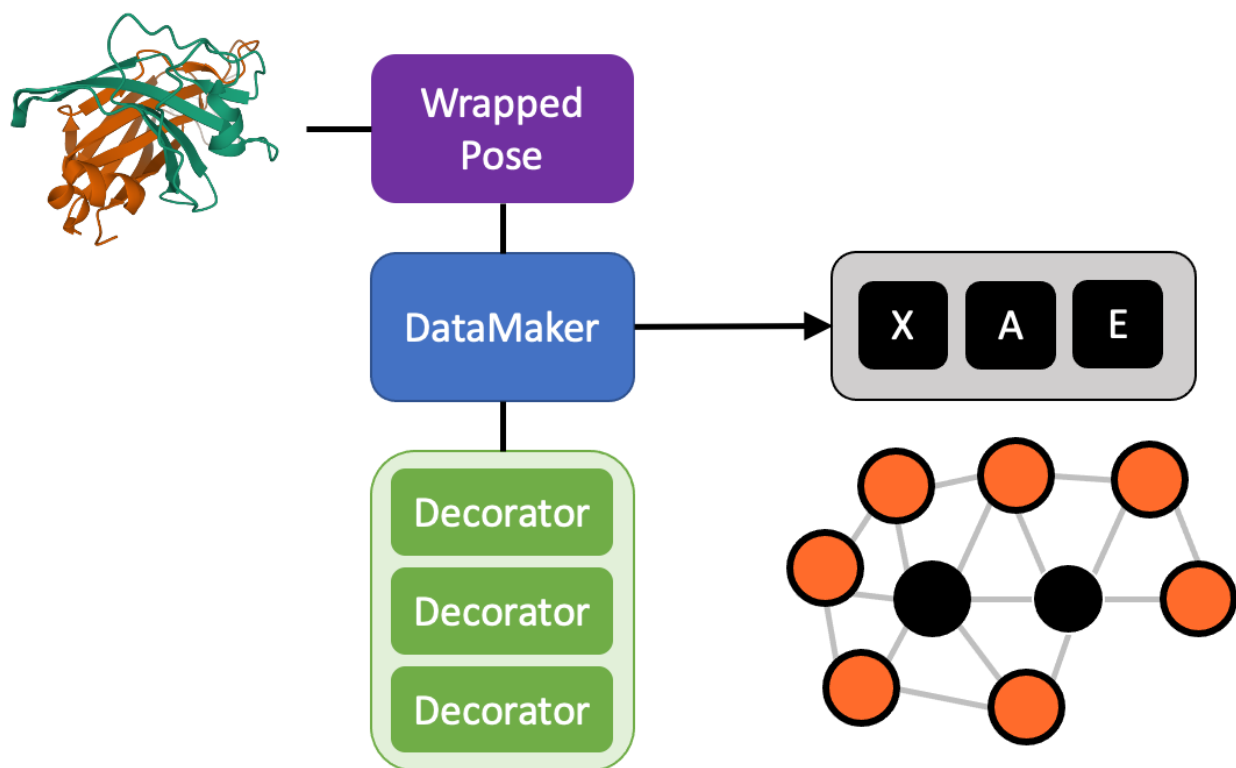 Wrapped
Pose
DataMaker
X A E
Decorator
Decorator
Decorator